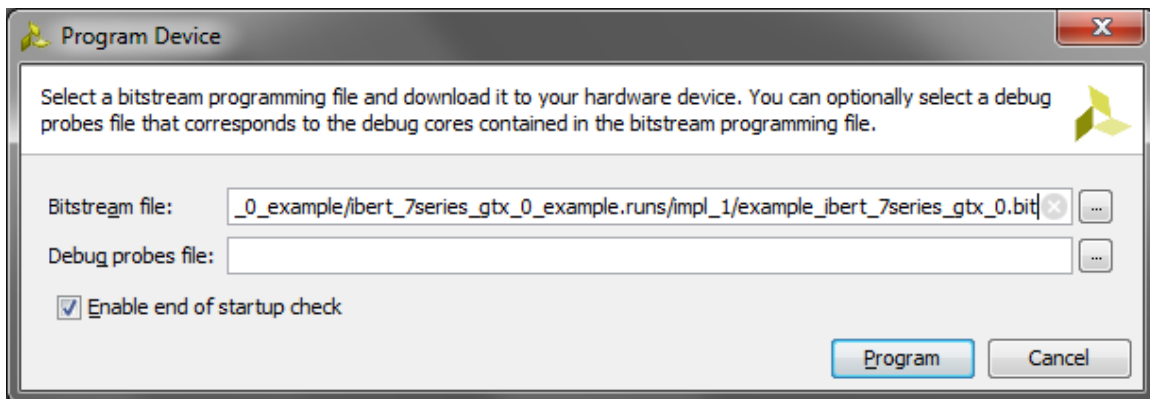 Program Device
Select a bitstream programming file and download it to your hardware device. You can optionally select a debug
probes file that corresponds to the debug cores contained in the bitstream programming file.
Bitstream file: _0_example/ibert_7series_gtx_0_example.runs/impl_1/example_ibert_7series_gtx_0.bit ...
Debug probes file: ...
Enable end of startup check
Program Cancel